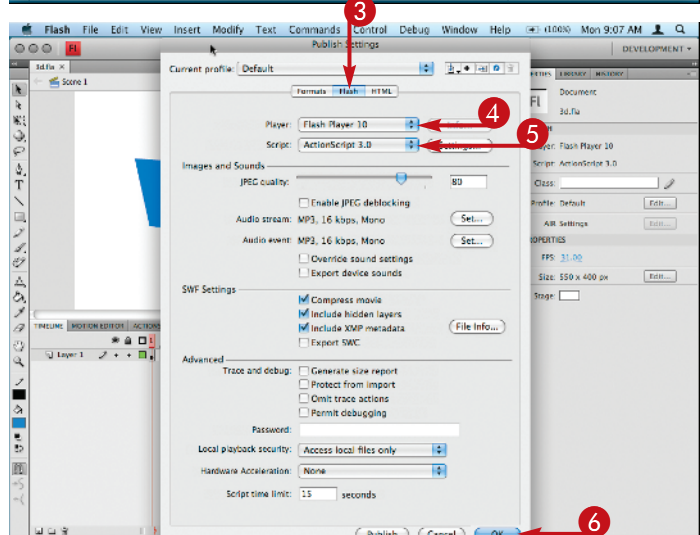 3
Flash File Edit View Insert Modify Text Commands Control Debug Window Help (100%) Mon 9:07 AM
FL Publish Settings DEVELOPMENT
3d.fla ×
Scene 1
Current profile: Default
Formats Flash HTML
Player: Flash Player 10 4
Script: ActionScript 3.0 Settings... 5
Images and Sounds
JPEG quality: 80
Enable JPEG deblocking
Audio stream: MP3, 16 kbps, Mono Set...
Audio event: MP3, 16 kbps, Mono Set...
Override sound settings
Export device sounds
SWF Settings
Compress movie
Include hidden layers
Include XMP metadata File Info...
Export SWC
Advanced
Trace and debug: Generate size report
Protect from import
Omit trace actions
Permit debugging
Password:
Local playback security: Access local files only
Hardware Acceleration: None
Script time limit: 15 seconds
Publish Cancel OK 6
TIMELINE MOTION EDITOR ACTIONS
Layer 1
LIBRARY HISTORY
FL Document
3d.fla
Flash Player 10
Script: ActionScript 3.0
Class:
Profile: Default Edit...
AIR Settings Edit...
FPS: 31.00
Size: 550 x 400 px Edit...
Stage: